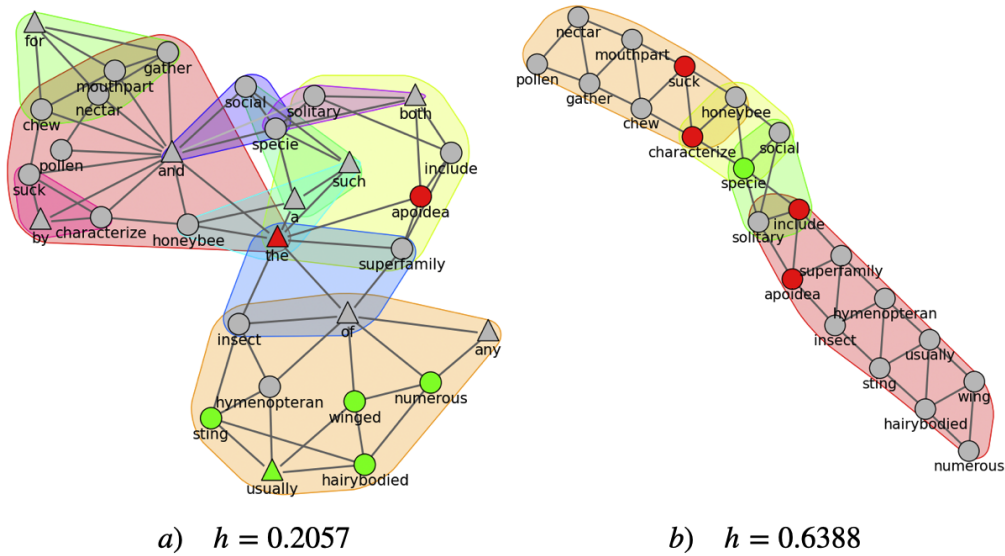 for
gather
mouthpart
nectar
chew
pollen
and
suck
by
characterize
honeybee
social
solitary
both
specie
include
such
a
apoidea
the
superfamily
insect
of
any
hymenopteran
numerous
winged
sting
usually
hairybodied
a) h = 0.2057
nectar
mouthpart
pollen
suck
gather
honeybee
chew
characterize
social
specie
solitary
include
superfamily
apoidea
hymenopteran
insect
usually
sting
wing
hairybodied
numerous
b) h = 0.6388